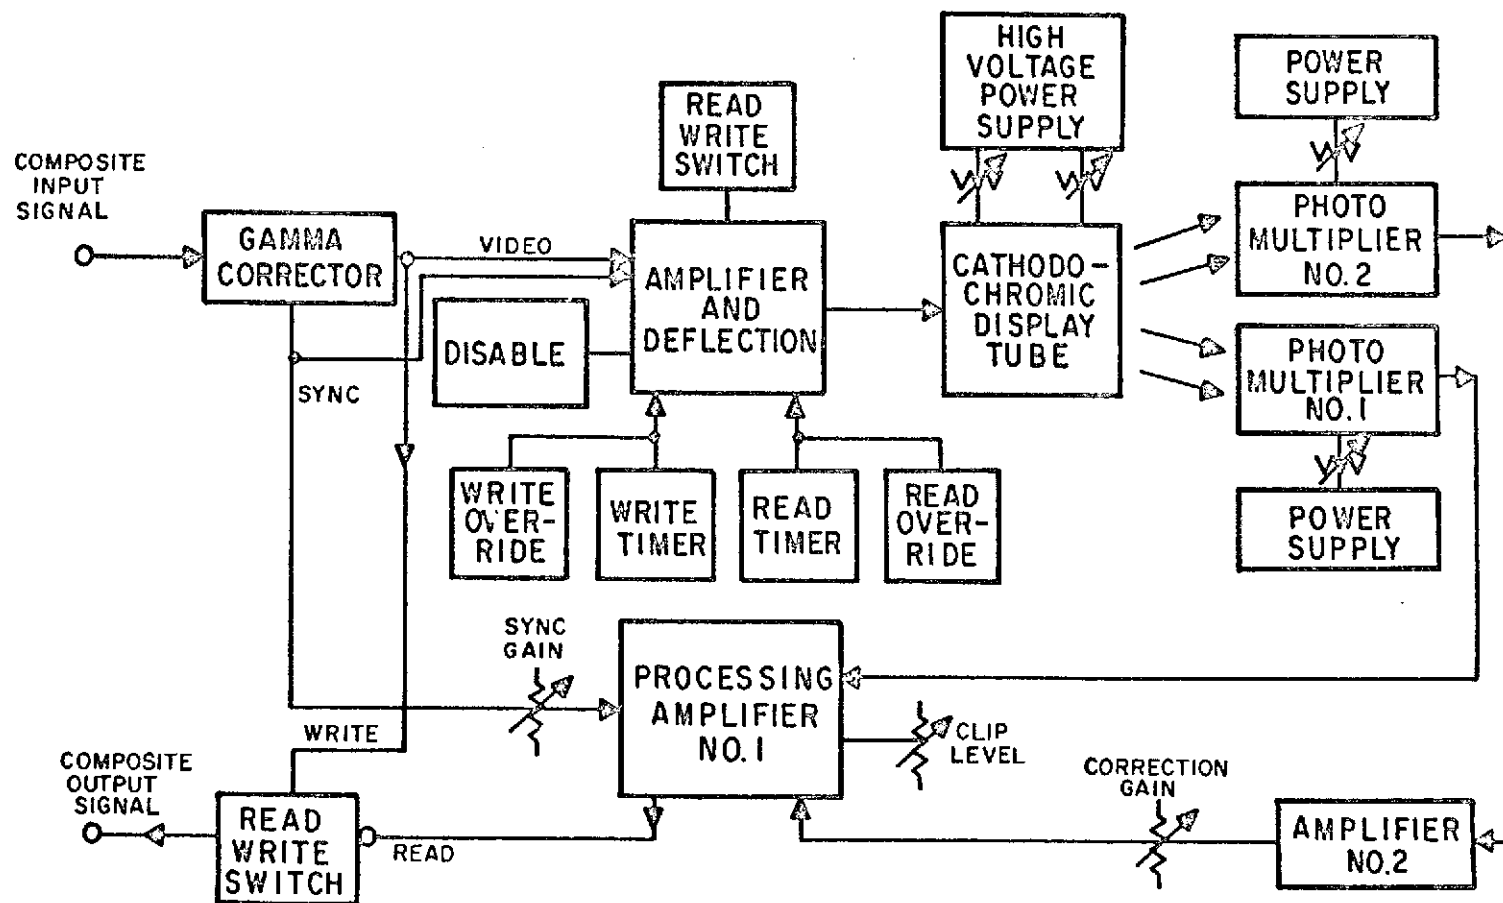 HIGH
VOLTAGE
POWER
SUPPLY
POWER
SUPPLY
READ
WRITE
SWITCH
COMPOSITE
INPUT
SIGNAL
GAMMA
CORRECTOR
VIDEO
AMPLIFIER
AND
DEFLECTION
CATHODO-
CHROMIC
DISPLAY
TUBE
PHOTO
MULTIPLIER
NO.2
DISABLE
SYNC
PHOTO
MULTIPLIER
NO.1
WRITE
OVER-
RIDE
WRITE
TIMER
READ
TIMER
READ
OVER-
RIDE
POWER
SUPPLY
SYNC
GAIN
PROCESSING
AMPLIFIER
NO.1
CLIP
LEVEL
WRITE
COMPOSITE
OUTPUT
SIGNAL
READ
WRITE
SWITCH
READ
CORRECTION
GAIN
AMPLIFIER
NO.2